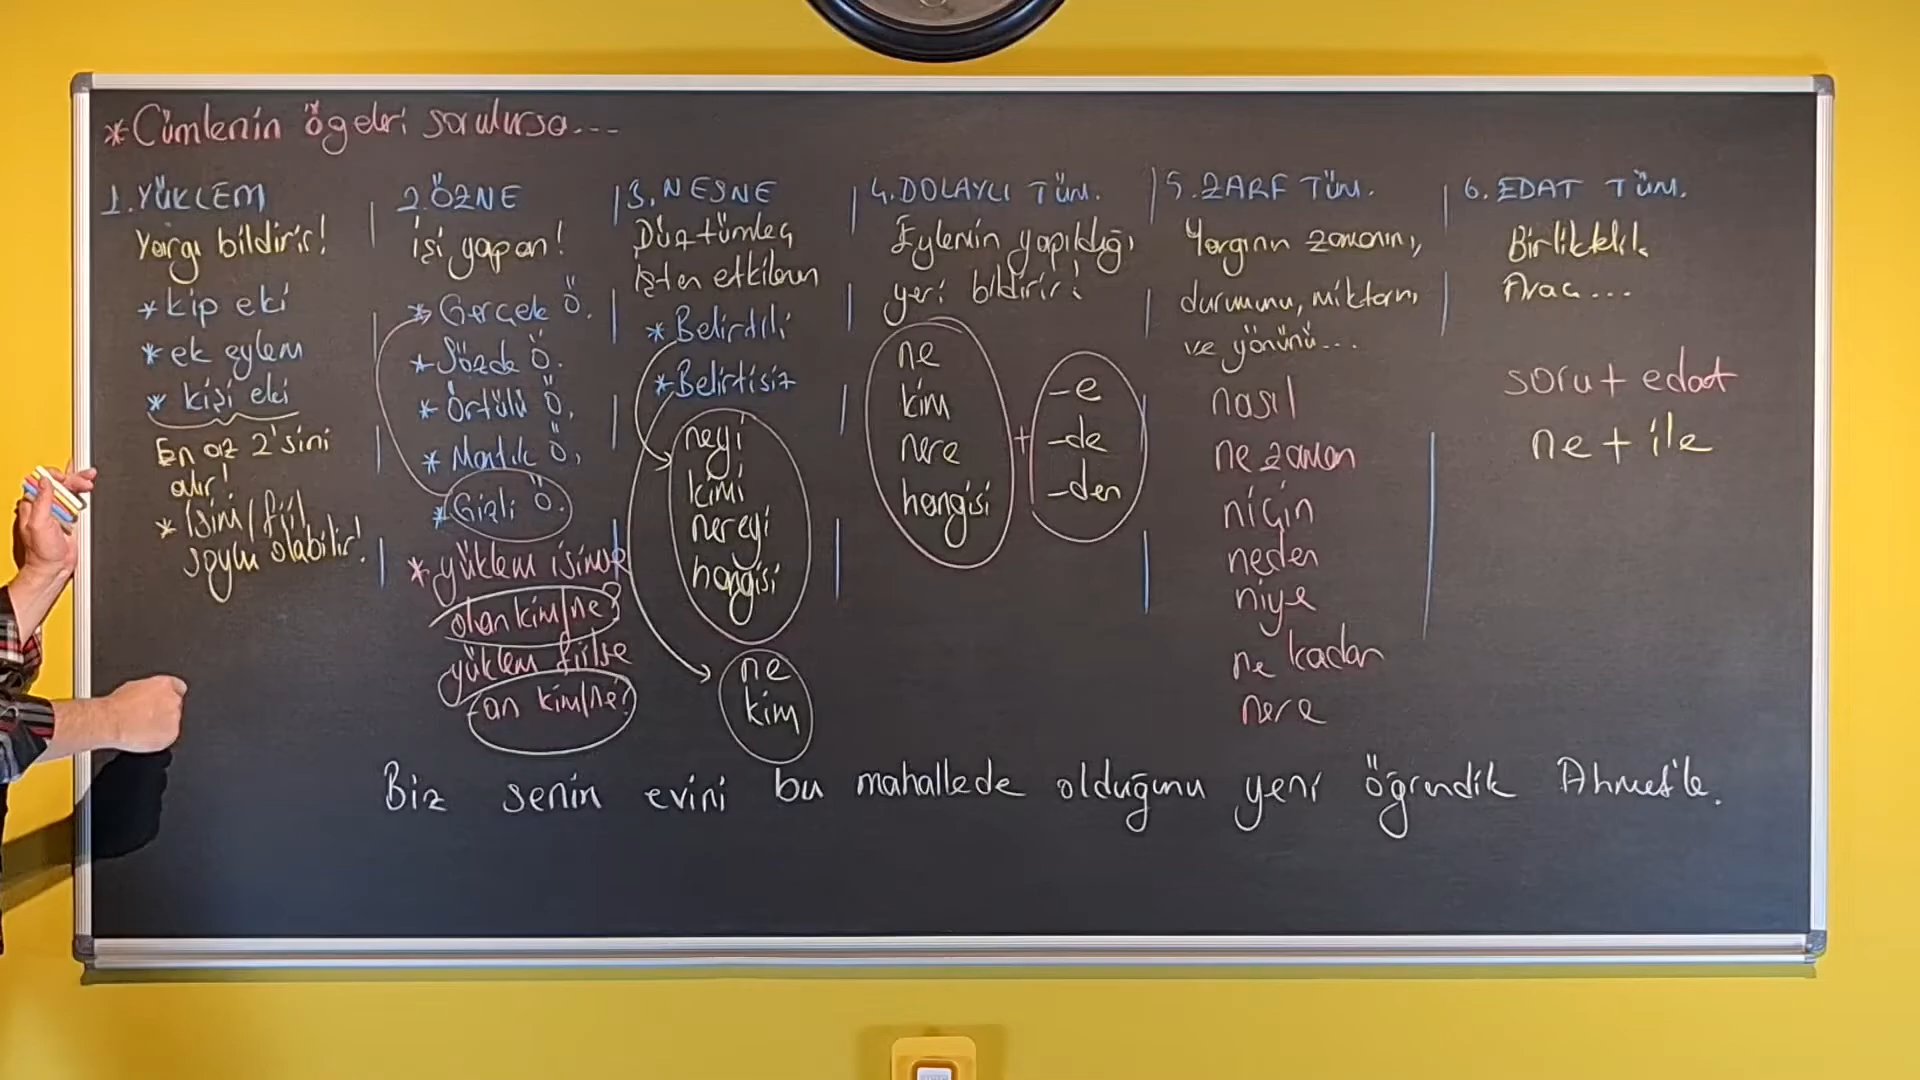 *Cümlenin ögeleri sorulursa...
1.YÜKLEM
Yargı bildirir!
*kip eki
*ek eylem
*kişi eki
En az 2'sini
alır!
*İsim/fiil
soylu olabilir!
2.ÖZNE
işi yapan!
*Gerçek Ö.
*Sözde Ö.
*Örtülü Ö.
*Mantık Ö.
*Gizli Ö.
*yüklem isimse
olan kim/ne?
yüklem fiilse
-an kim/ne?
3.NESNE
Düz tümleç
İşten etkilenen
*Belirtili
*Belirtisiz
neyi
kimi
nereyi
hangisi
ne
kim
4.DOLAYLI TÜM.
Eylemin yapıldığı
yeri bildirir!
ne
kim
nere
hangisi
+
-e
-de
-den
5.ZARF TÜM.
Yargının zamanını,
durumunu, miktarını
ve yönünü...
nasıl
ne zaman
niçin
neden
niye
ne kadar
nere
6.EDAT TÜM.
Birliktelik
Araç...
soru+edat
ne+ile
Biz senin evini bu mahallede olduğunu yeni öğrendik Ahmet'le.